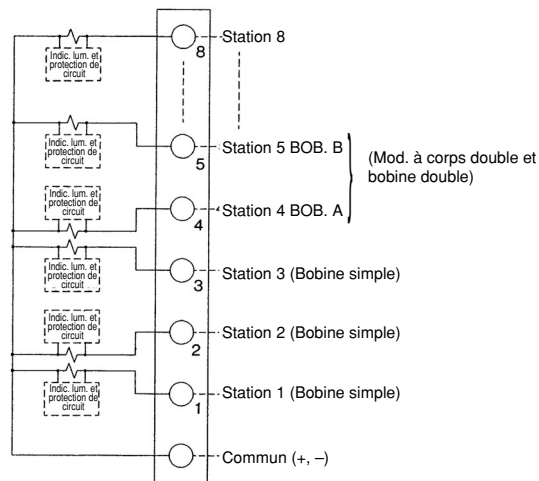 Indic. lum. et
protection de
circuit
8
Station 8
Indic. lum. et
protection de
circuit
5
Station 5 BOB. B
(Mod. à corps double et
bobine double)
Indic. lum. et
protection de
circuit
4
Station 4 BOB. A
Indic. lum. et
protection de
circuit
3
Station 3 (Bobine simple)
Indic. lum. et
protection de
circuit
2
Station 2 (Bobine simple)
Indic. lum. et
protection de
circuit
1
Station 1 (Bobine simple)
Commun (+, –)